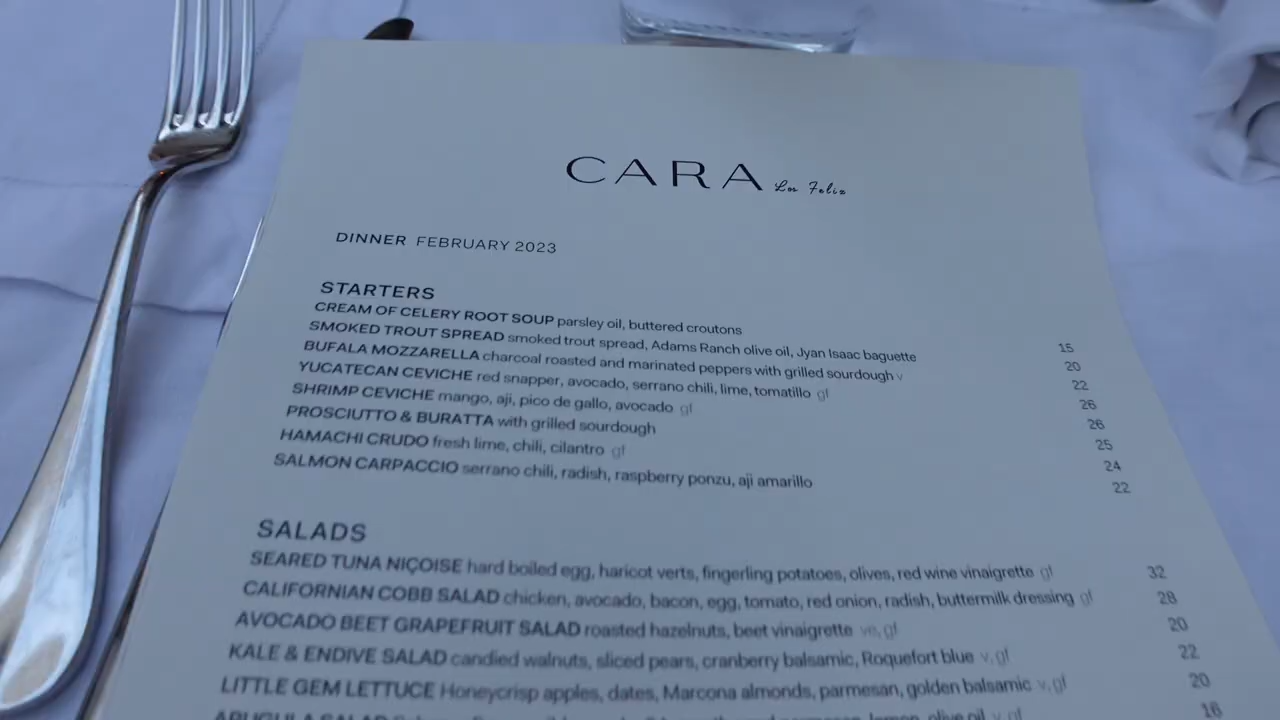 CARA Los Feliz
DINNER FEBRUARY 2023
STARTERS
CREAM OF CELERY ROOT SOUP parsley oil, buttered croutons 15
SMOKED TROUT SPREAD smoked trout spread, Adams Ranch olive oil, Jyan Isaac baguette 20
BUFALA MOZZARELLA charcoal roasted and marinated peppers with grilled sourdough v 22
YUCATECAN CEVICHE red snapper, avocado, serrano chili, lime, tomatillo gf 26
SHRIMP CEVICHE mango, aji, pico de gallo, avocado gf 26
PROSCIUTTO & BURATTA with grilled sourdough 25
HAMACHI CRUDO fresh lime, chili, cilantro gf 24
SALMON CARPACCIO serrano chili, radish, raspberry ponzu, aji amarillo 22
SALADS
SEARED TUNA NIÇOISE hard boiled egg, haricot verts, fingerling potatoes, olives, red wine vinaigrette gf 32
CALIFORNIAN COBB SALAD chicken, avocado, bacon, egg, tomato, red onion, radish, buttermilk dressing gf 28
AVOCADO BEET GRAPEFRUIT SALAD roasted hazelnuts, beet vinaigrette ve, gf 20
KALE & ENDIVE SALAD candied walnuts, sliced pears, cranberry balsamic, Roquefort blue v, gf 22
LITTLE GEM LETTUCE Honeycrisp apples, dates, Marcona almonds, parmesan, golden balsamic v, gf 20
ARUGULA SALAD parmesan, lemon, olive oil v, gf 16